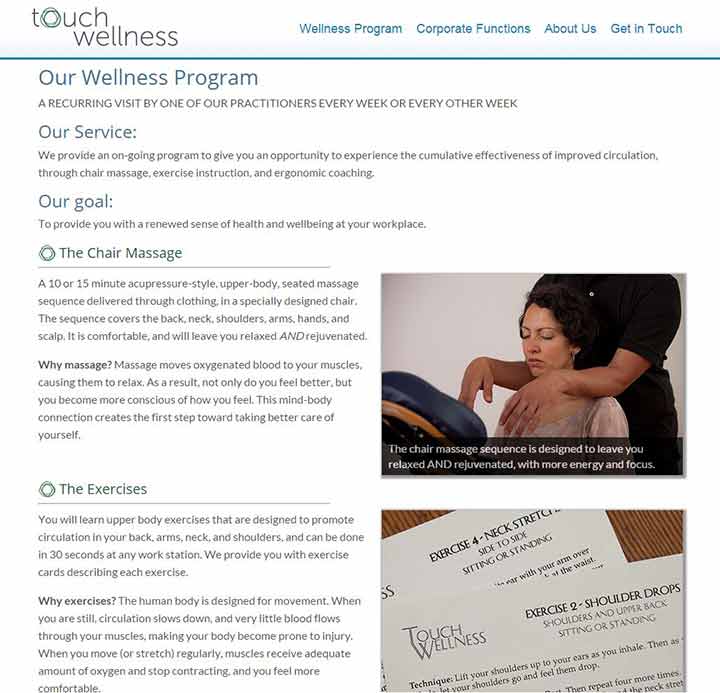 touch
wellness
Wellness Program Corporate Functions About Us Get in Touch
Our Wellness Program
A RECURRING VISIT BY ONE OF OUR PRACTITIONERS EVERY WEEK OR EVERY OTHER WEEK
Our Service:
We provide an on-going program to give you an opportunity to experience the cumulative effectiveness of improved circulation,
through chair massage, exercise instruction, and ergonomic coaching.
Our goal:
To provide you with a renewed sense of health and wellbeing at your workplace.
The Chair Massage
A 10 or 15 minute acupressure-style, upper-body, seated massage
sequence delivered through clothing, in a specially designed chair.
The sequence covers the back, neck, shoulders, arms, hands, and
scalp. It is comfortable, and will leave you relaxed AND rejuvenated.
Why massage? Massage moves oxygenated blood to your muscles,
causing them to relax. As a result, not only do you feel better, but
you become more conscious of how you feel. This mind-body
connection creates the first step toward taking better care of
yourself.
The chair massage sequence is designed to leave you
relaxed AND rejuvenated, with more energy and focus.
The Exercises
You will learn upper body exercises that are designed to promote
circulation in your back, arms, neck, and shoulders, and can be done
in 30 seconds at any work station. We provide you with exercise
cards describing each exercise.
Why exercises? The human body is designed for movement. When
you are still, circulation slows down, and very little blood flows
through your muscles, making your body become prone to injury.
When you move (or stretch) regularly, muscles receive adequate
amount of oxygen and stop contracting, and you feel more
comfortable.
EXERCISE 4 - NECK STRETCH
SIDE TO SIDE
SITTING OR STANDING
to ear with your arm over
the waist.
EXERCISE 2 - SHOULDER DROPS
SHOULDERS AND UPPER BACK
SITTING OR STANDING
TOUCH
WELLNESS
Technique: Lift your shoulders up to your ears as you inhale. Then as
let your shoulders go and feel them drop.
Then repeat four more times.
the neck